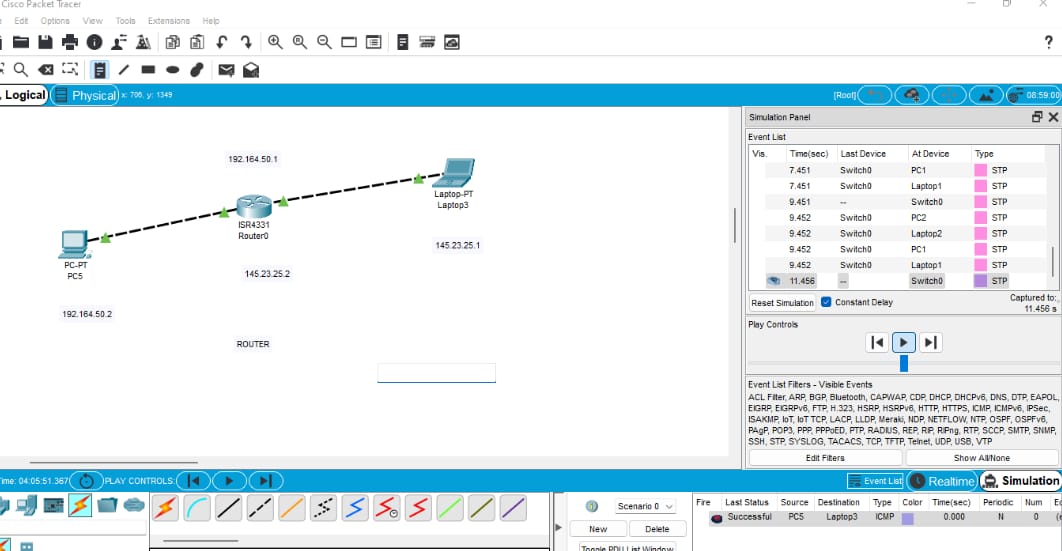 Cisco Packet Tracer
Edit Options View Tools Extensions Help
?
Logical Physical x: 706, y: 1349 [Root] 08:59:00
Simulation Panel
Event List
Vis. Time(sec) Last Device At Device Type
7.451 Switch0 PC1 STP
7.451 Switch0 Laptop1 STP
9.451 -- Switch0 STP
9.452 Switch0 PC2 STP
9.452 Switch0 Laptop2 STP
9.452 Switch0 PC1 STP
9.452 Switch0 Laptop1 STP
11.456 -- Switch0 STP
Reset Simulation Constant Delay Captured to:
11.456 s
Play Controls
Event List Filters - Visible Events
ACL Filter, ARP, BGP, Bluetooth, CAPWAP, CDP, DHCP, DHCPv6, DNS, DTP, EAPOL,
EIGRP, EIGRPv6, FTP, H.323, HSRP, HSRPv6, HTTP, HTTPS, ICMP, ICMPv6, IPSec,
ISAKMP, IoT, IoT TCP, LACP, LLDP, Meraki, NDP, NETFLOW, NTP, OSPF, OSPFv6,
PAgP, POP3, PPP, PPPoED, PTP, RADIUS, REP, RIP, RIPng, RTP, SCCP, SMTP, SNMP,
SSH, STP, SYSLOG, TACACS, TCP, TFTP, Telnet, UDP, USB, VTP
Edit Filters Show All/None
192.164.50.1
Laptop-PT
Laptop3
ISR4331
Router0
145.23.25.1
PC-PT
PC5
145.23.25.2
192.164.50.2
ROUTER
ime: 04:05:51.367 PLAY CONTROLS: Event List Realtime Simulation
Scenario 0
New Delete
Toggle PDU List Window
Fire Last Status Source Destination Type Color Time(sec) Periodic Num
Successful PC5 Laptop3 ICMP 0.000 N 0